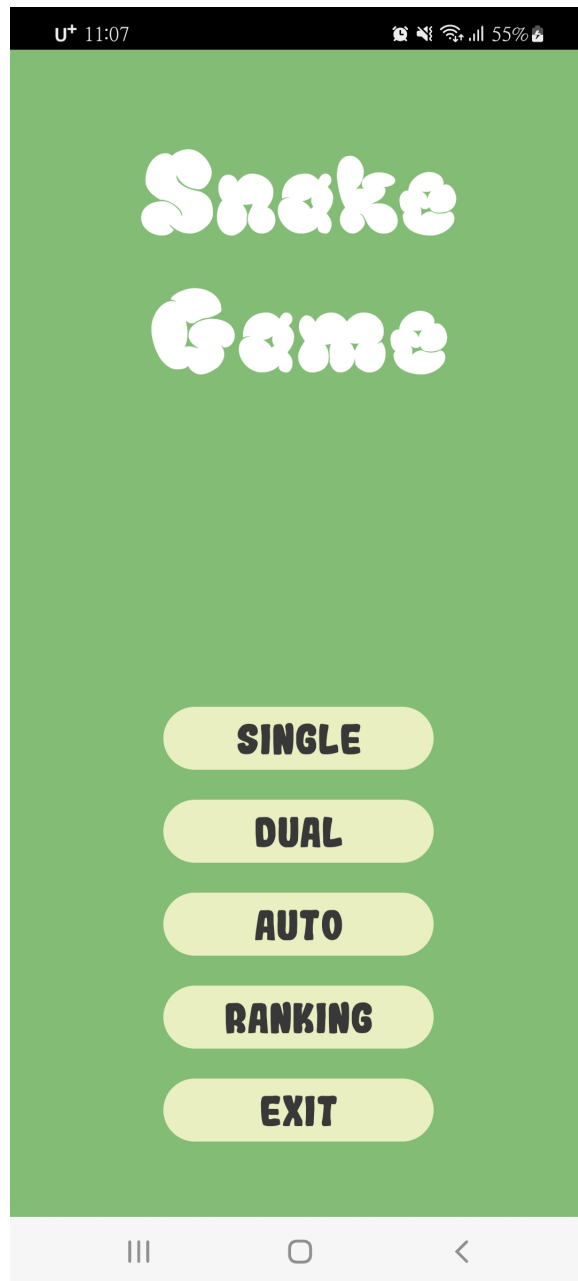 U+ 11:07 55%
Snake
Game
SINGLE
DUAL
AUTO
RANKING
EXIT